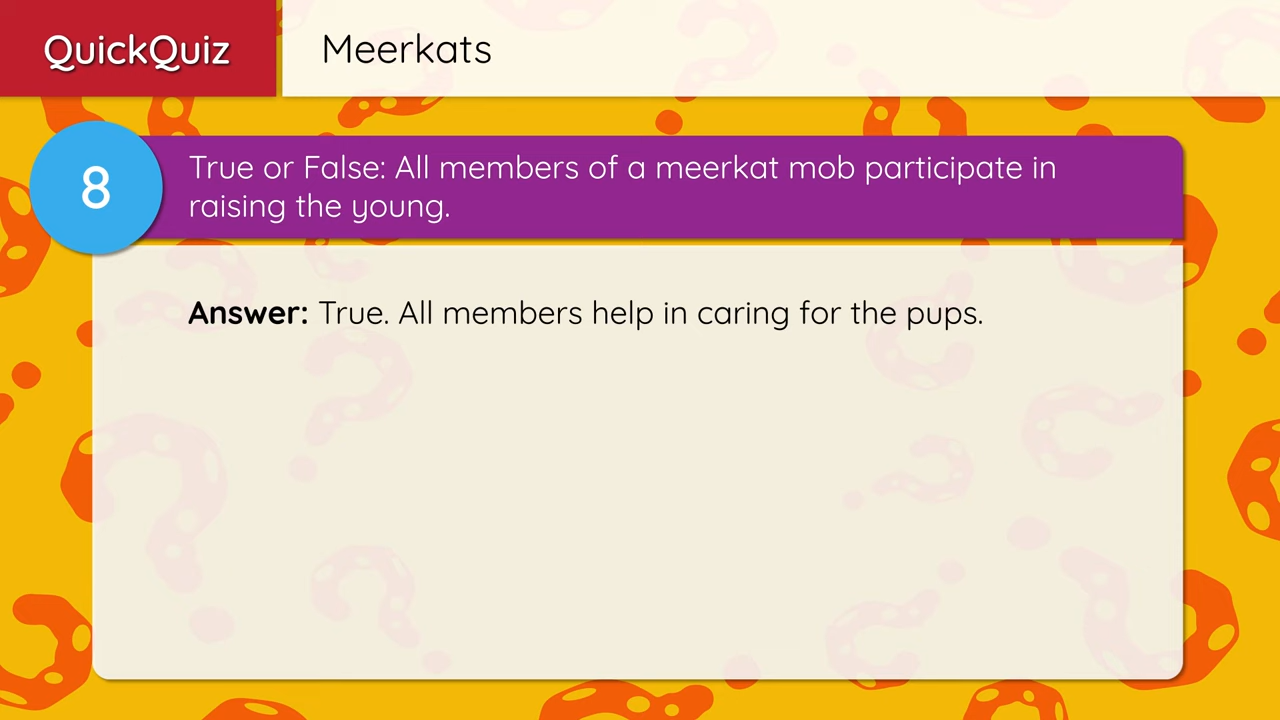 QuickQuiz
Meerkats
8
True or False: All members of a meerkat mob participate in
raising the young.
Answer: True. All members help in caring for the pups.